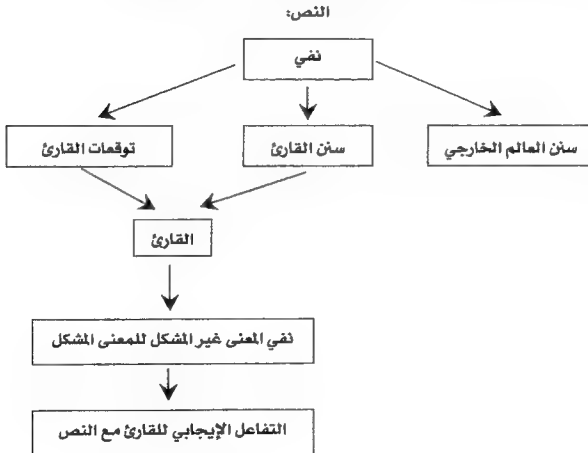 النص:
نفي
سنن العالم الخارجي
سنن القارئ
توقعات القارئ
القارئ
نفي المعنى غير المشكل للمعنى المشكل
التفاعل الإيجابي للقارئ مع النص